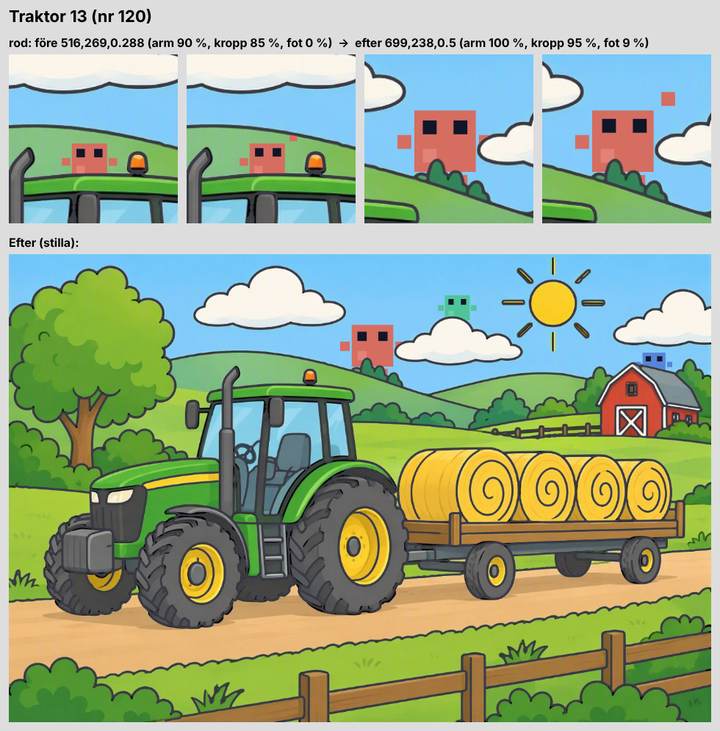 Traktor 13 (nr 120)
rod: före 516,269,0.288 (arm 90 %, kropp 85 %, fot 0 %) → efter 699,238,0.5 (arm 100 %, kropp 95 %, fot 9 %)
Efter (stilla):